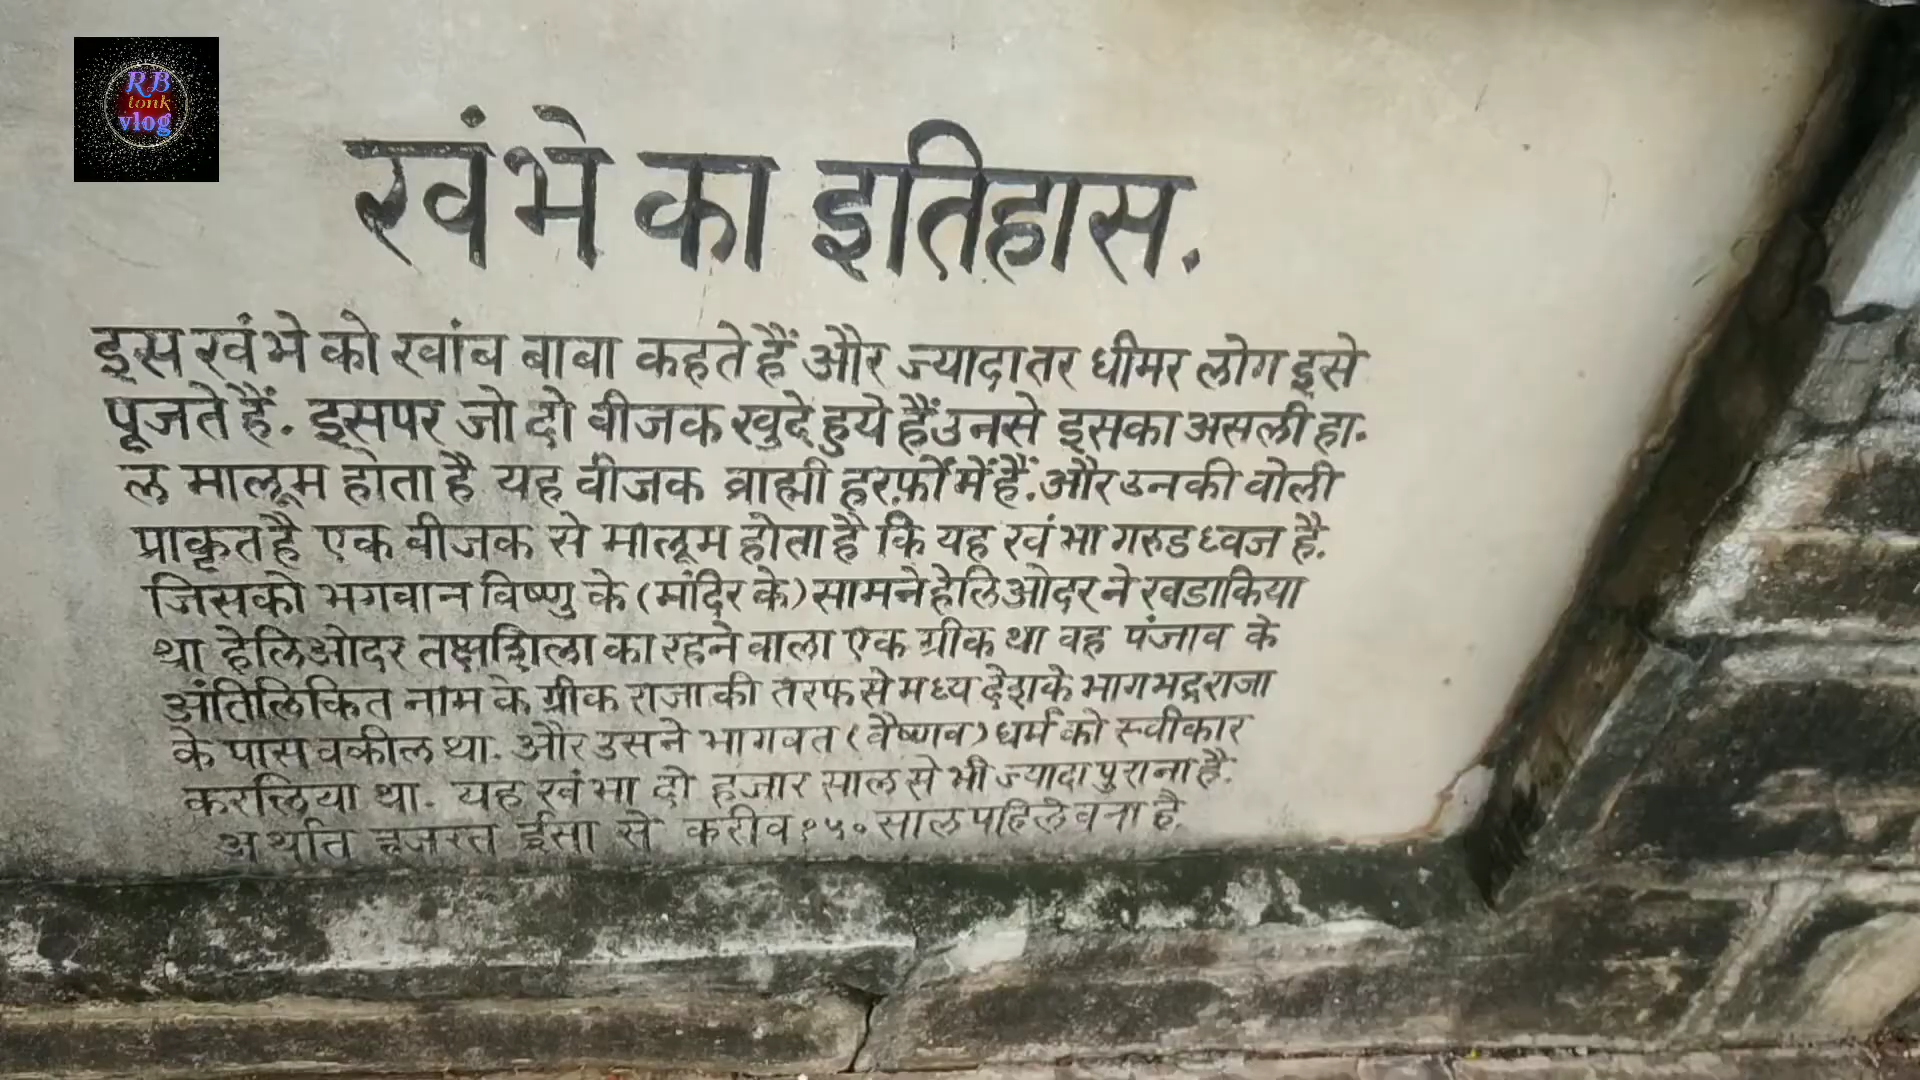 RB
tonk
vlog
खंभे का इतिहास.
इस खंभे को खांब बाबा कहते हैं और ज्यादातर धीमर लोग इसे
पूजते हैं. इसपर जो दो बीजक खुदे हुये हैं उनसे इसका असली हा-
ल मालूम होता है यह वीजक ब्राह्मी हरफ़ों में हैं. और उनकी वोली
प्राकृत है एक वीजक से मालूम होता है कि यह खंभा गरुडध्वज है.
जिसको भगवान विष्णु के (मंदिर के) सामने हेलिओदर ने खडा किया
था हेलिओदर तक्षशिला का रहने वाला एक ग्रीक था वह पंजाव के
अंतिलिकित नाम के ग्रीक राजा की तरफ से मध्य देश के भागभद्र राजा
के पास वकील था. और उसने भागवत (वैष्णव) धर्म को स्वीकार
करलिया था. यह खंभा दो हजार साल से भी ज्यादा पुराना है.
अर्थात हजरत ईसा से करीव १५० साल पहिले वना है.